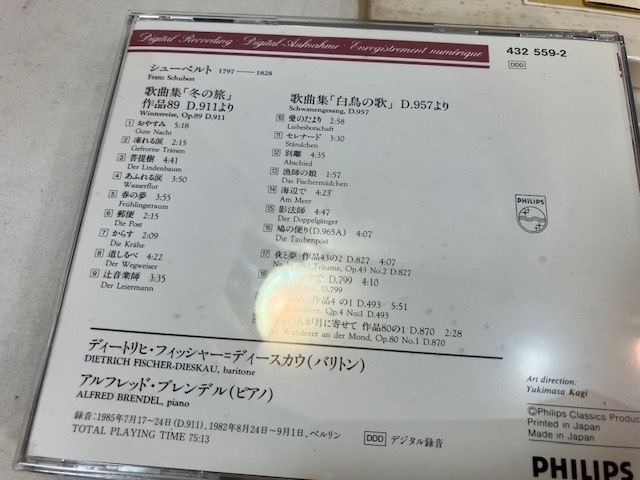 Digital Recording · Digital Aufnahme · Enregistrement numérique
432 559-2
DDD
シューベルト 1797 — 1828
Franz Schubert
歌曲集「冬の旅」
作品89 D.911より
Winterreise, Op.89 D.911
1 おやすみ 5:18
Gute Nacht
2 凍れる涙 2:15
Gefrorne Tränen
3 菩提樹 4:41
Der Lindenbaum
4 あふれる涙 3:50
Wasserflut
5 春の夢 3:55
Frühlingstraum
6 郵便 2:15
Die Post
7 からす 2:09
Die Krähe
8 道しるべ 4:22
Der Wegweiser
9 辻音楽師 3:35
Der Leiermann
歌曲集「白鳥の歌」 D.957より
Schwanengesang, D.957
10 愛のたより 2:58
Liebesbotschaft
11 セレナード 3:30
Ständchen
12 別離 4:35
Abschied
13 漁師の娘 1:57
Das Fischermädchen
14 海辺で 4:23
Am Meer
15 影法師 4:47
Der Doppelgänger
16 鳩の便り(D.965A) 4:07
Die Taubenpost
17 夜と夢 作品43の2 D.827 4:07
Träume, Op.43 No.2 D.827
D.799 4:10
D.799
人 作品4 の1 D.493 5:51
Op.4 No.1 D.493
人が月に寄せて 作品80の1 D.870 2:28
Wanderer an der Mond, Op.80 No.1 D.870
PHILIPS
ディートリヒ・フィッシャー=ディースカウ(バリトン)
DIETRICH FISCHER-DIESKAU, baritone
アルフレッド・ブレンデル(ピアノ)
ALFRED BRENDEL, piano
録音:1985年7月17〜24日(D.911)、1982年8月24日〜9月1日、ベルリン
TOTAL PLAYING TIME 75:13
DDD デジタル録音
Art direction:
Yukimasa Kagi
©Philips Classics Produc
Printed in Japan
Made in Japan
PHILIPS